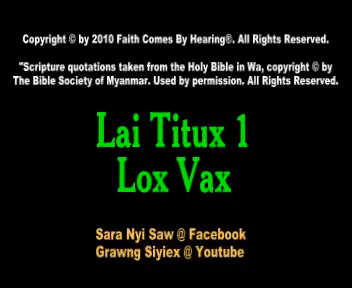 Copyright © by 2010 Faith Comes By Hearing®. All Rights Reserved.
"Scripture quotations taken from the Holy Bible in Wa, copyright © by
The Bible Society of Myanmar. Used by permission. All Rights Reserved.
Lai Titux 1
Lox Vax
Sara Nyi Saw @ Facebook
Grawng Siyiex @ Youtube